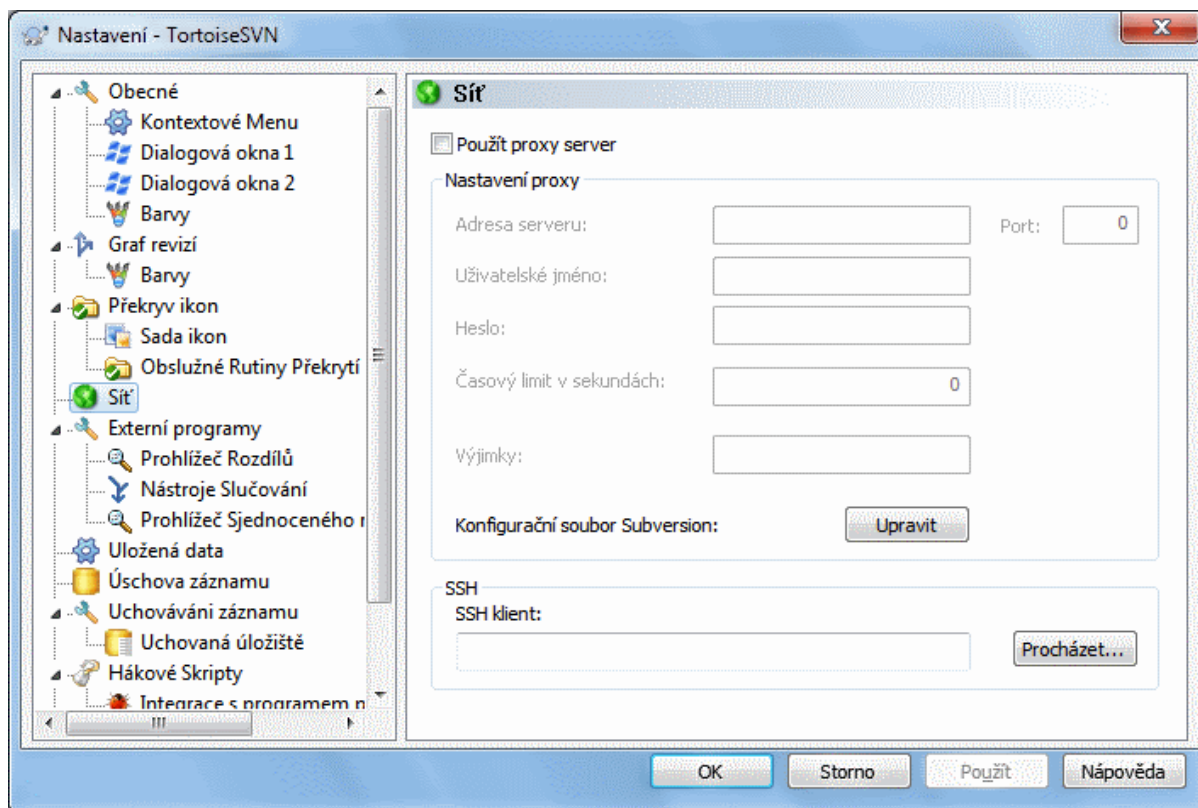 Nastavení - TortoiseSVN
Obecné
Kontextové Menu
Dialogová okna 1
Dialogová okna 2
Barvy
Graf revizí
Barvy
Překryv ikon
Sada ikon
Obslužné Rutiny Překrytí
Síť
Externí programy
Prohlížeč Rozdílů
Nástroje Slučování
Prohlížeč Sjednoceného r
Uložená data
Úschova záznamu
Uchováváni záznamu
Uchovaná úložiště
Hákové Skripty
Integrace s programem p
Síť
Použít proxy server
Nastavení proxy
Adresa serveru:
Port: 0
Uživatelské jméno:
Heslo:
Časový limit v sekundách: 0
Výjimky:
Konfigurační soubor Subversion: Upravit
SSH
SSH klient:
Procházet...
OK Storno Použít Nápověda